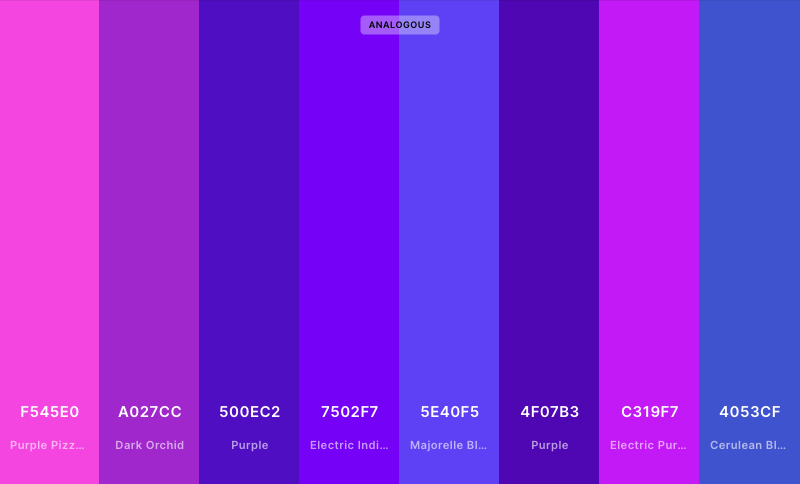 ANALOGOUS
F545E0 A027CC 500EC2 7502F7 5E40F5 4F07B3 C319F7 4053CF
Purple Pizz... Dark Orchid Purple Electric Indi... Majorelle Bl... Purple Electric Pur... Cerulean Bl...